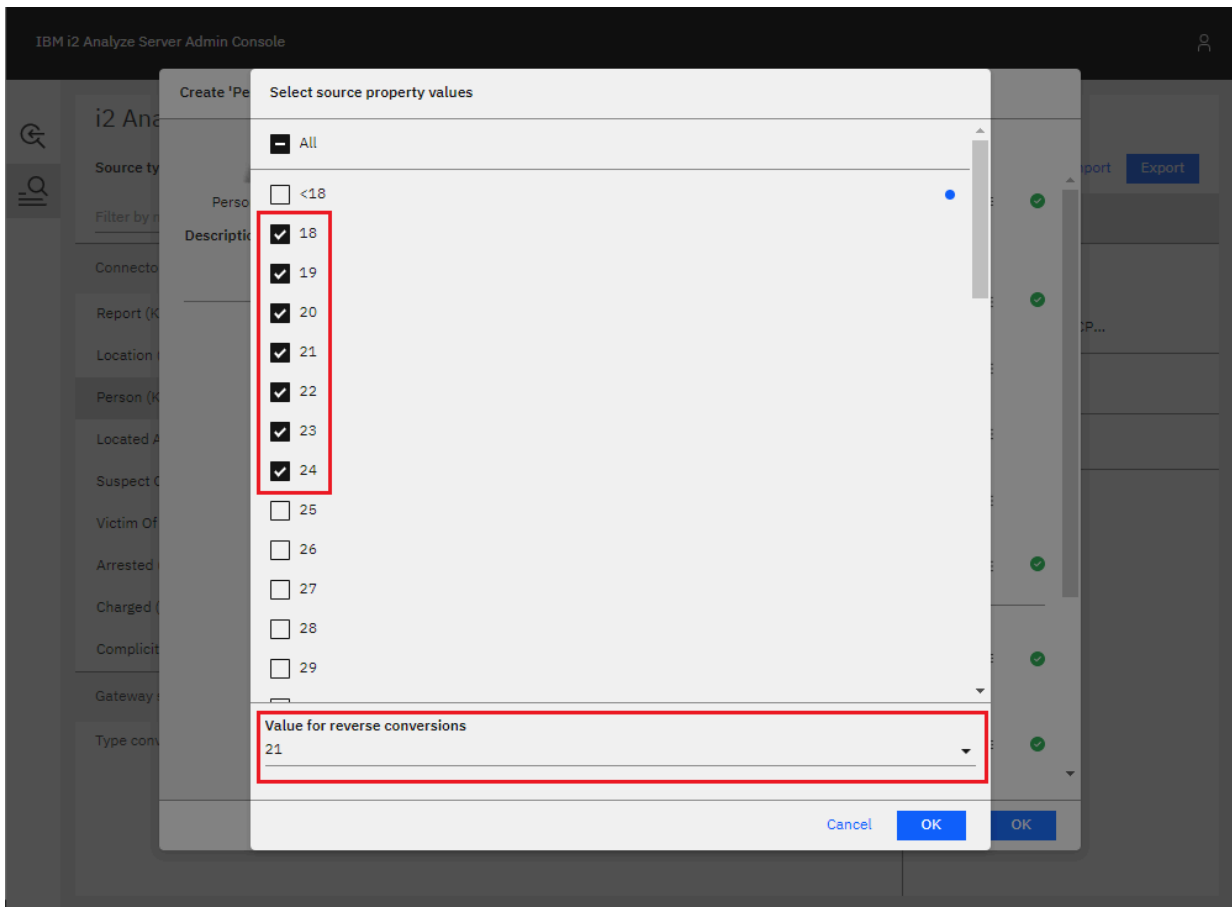 IBM i2 Analyze Server Admin Console
Create 'Pe
Select source property values
i2 Ana
All
Source ty
port
Export
<18
Perso
Filter by n
Descriptio
18
Connecto
19
Report (K
20
CP...
Location
21
Person (K
22
Located A
23
Suspect C
24
Victim Of
25
Arrested
26
Charged (
27
Complicit
28
29
Gateway s
Value for reverse conversions
Type conv
21
Cancel
OK
OK